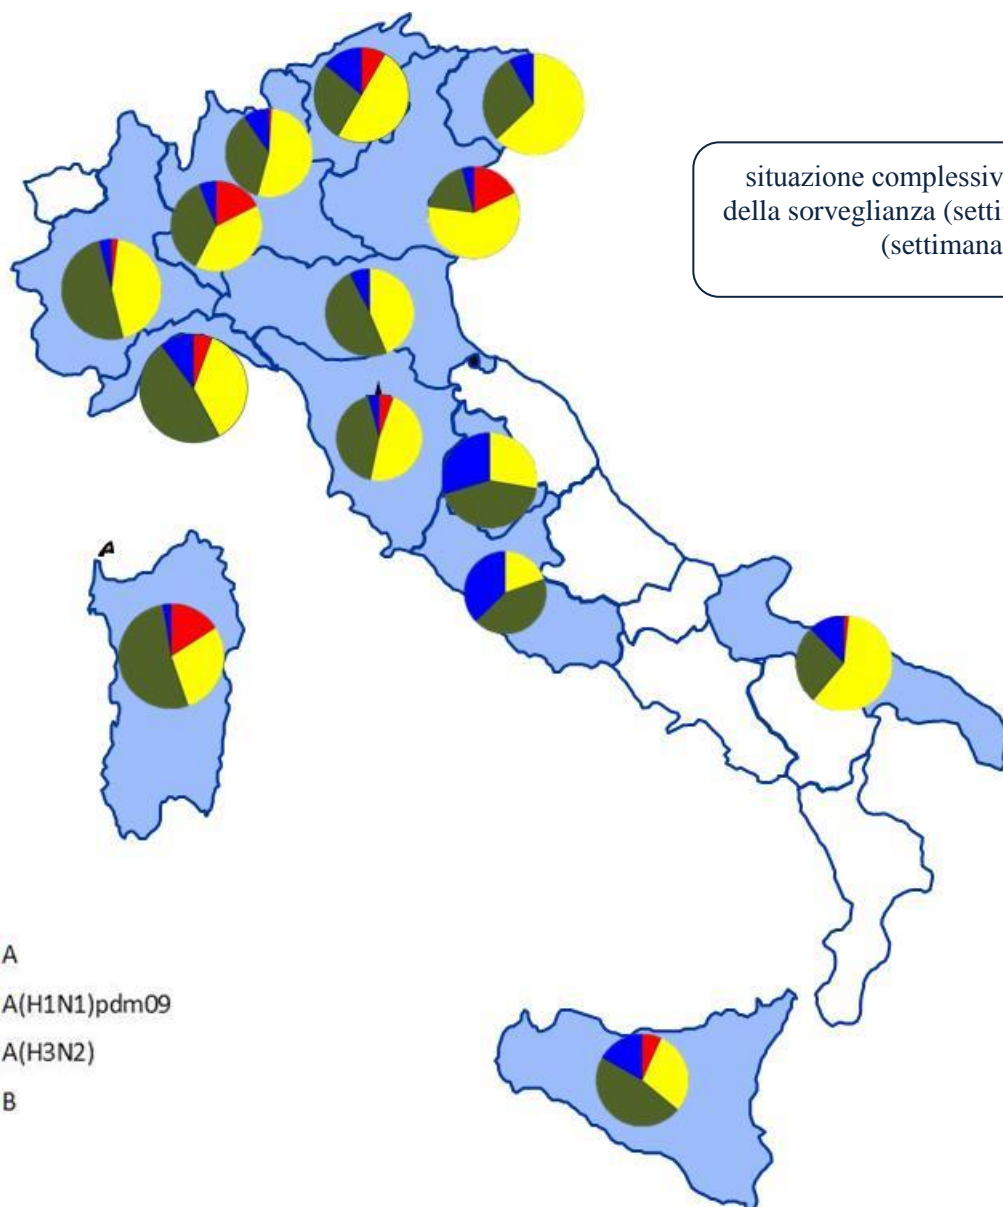 situazione complessiv
della sorveglianza (setti
(settimana
A
A
A(H1N1)pdm09
A(H3N2)
B